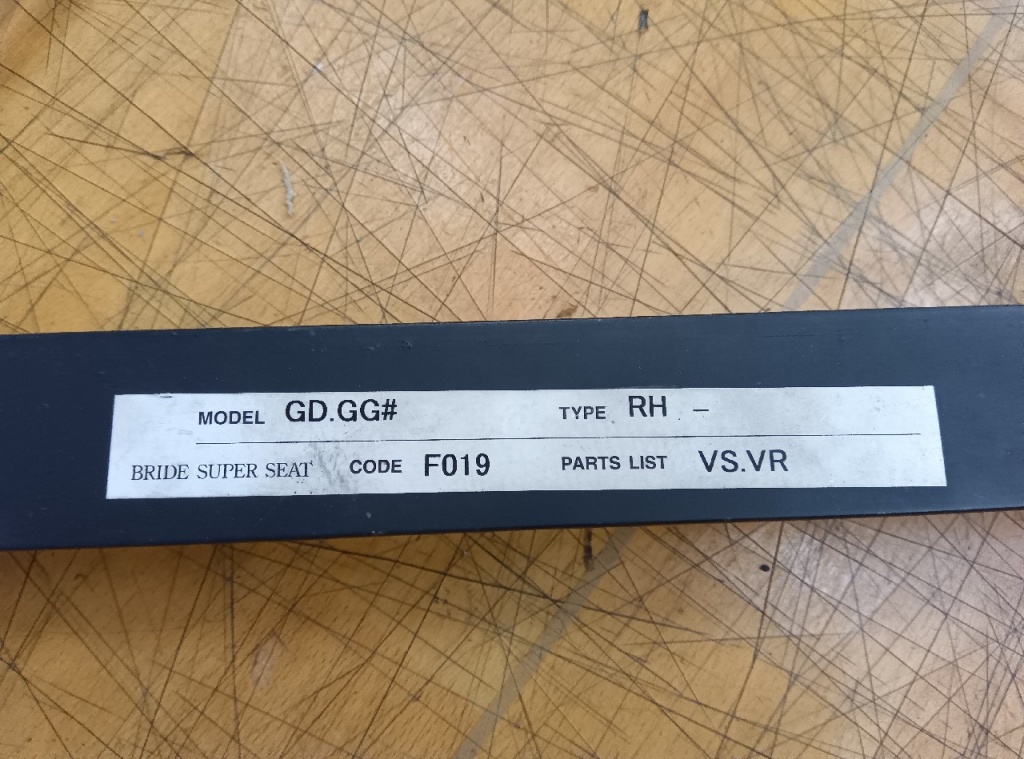 MODEL GD.GG# TYPE RH –
BRIDE SUPER SEAT CODE F019 PARTS LIST VS.VR